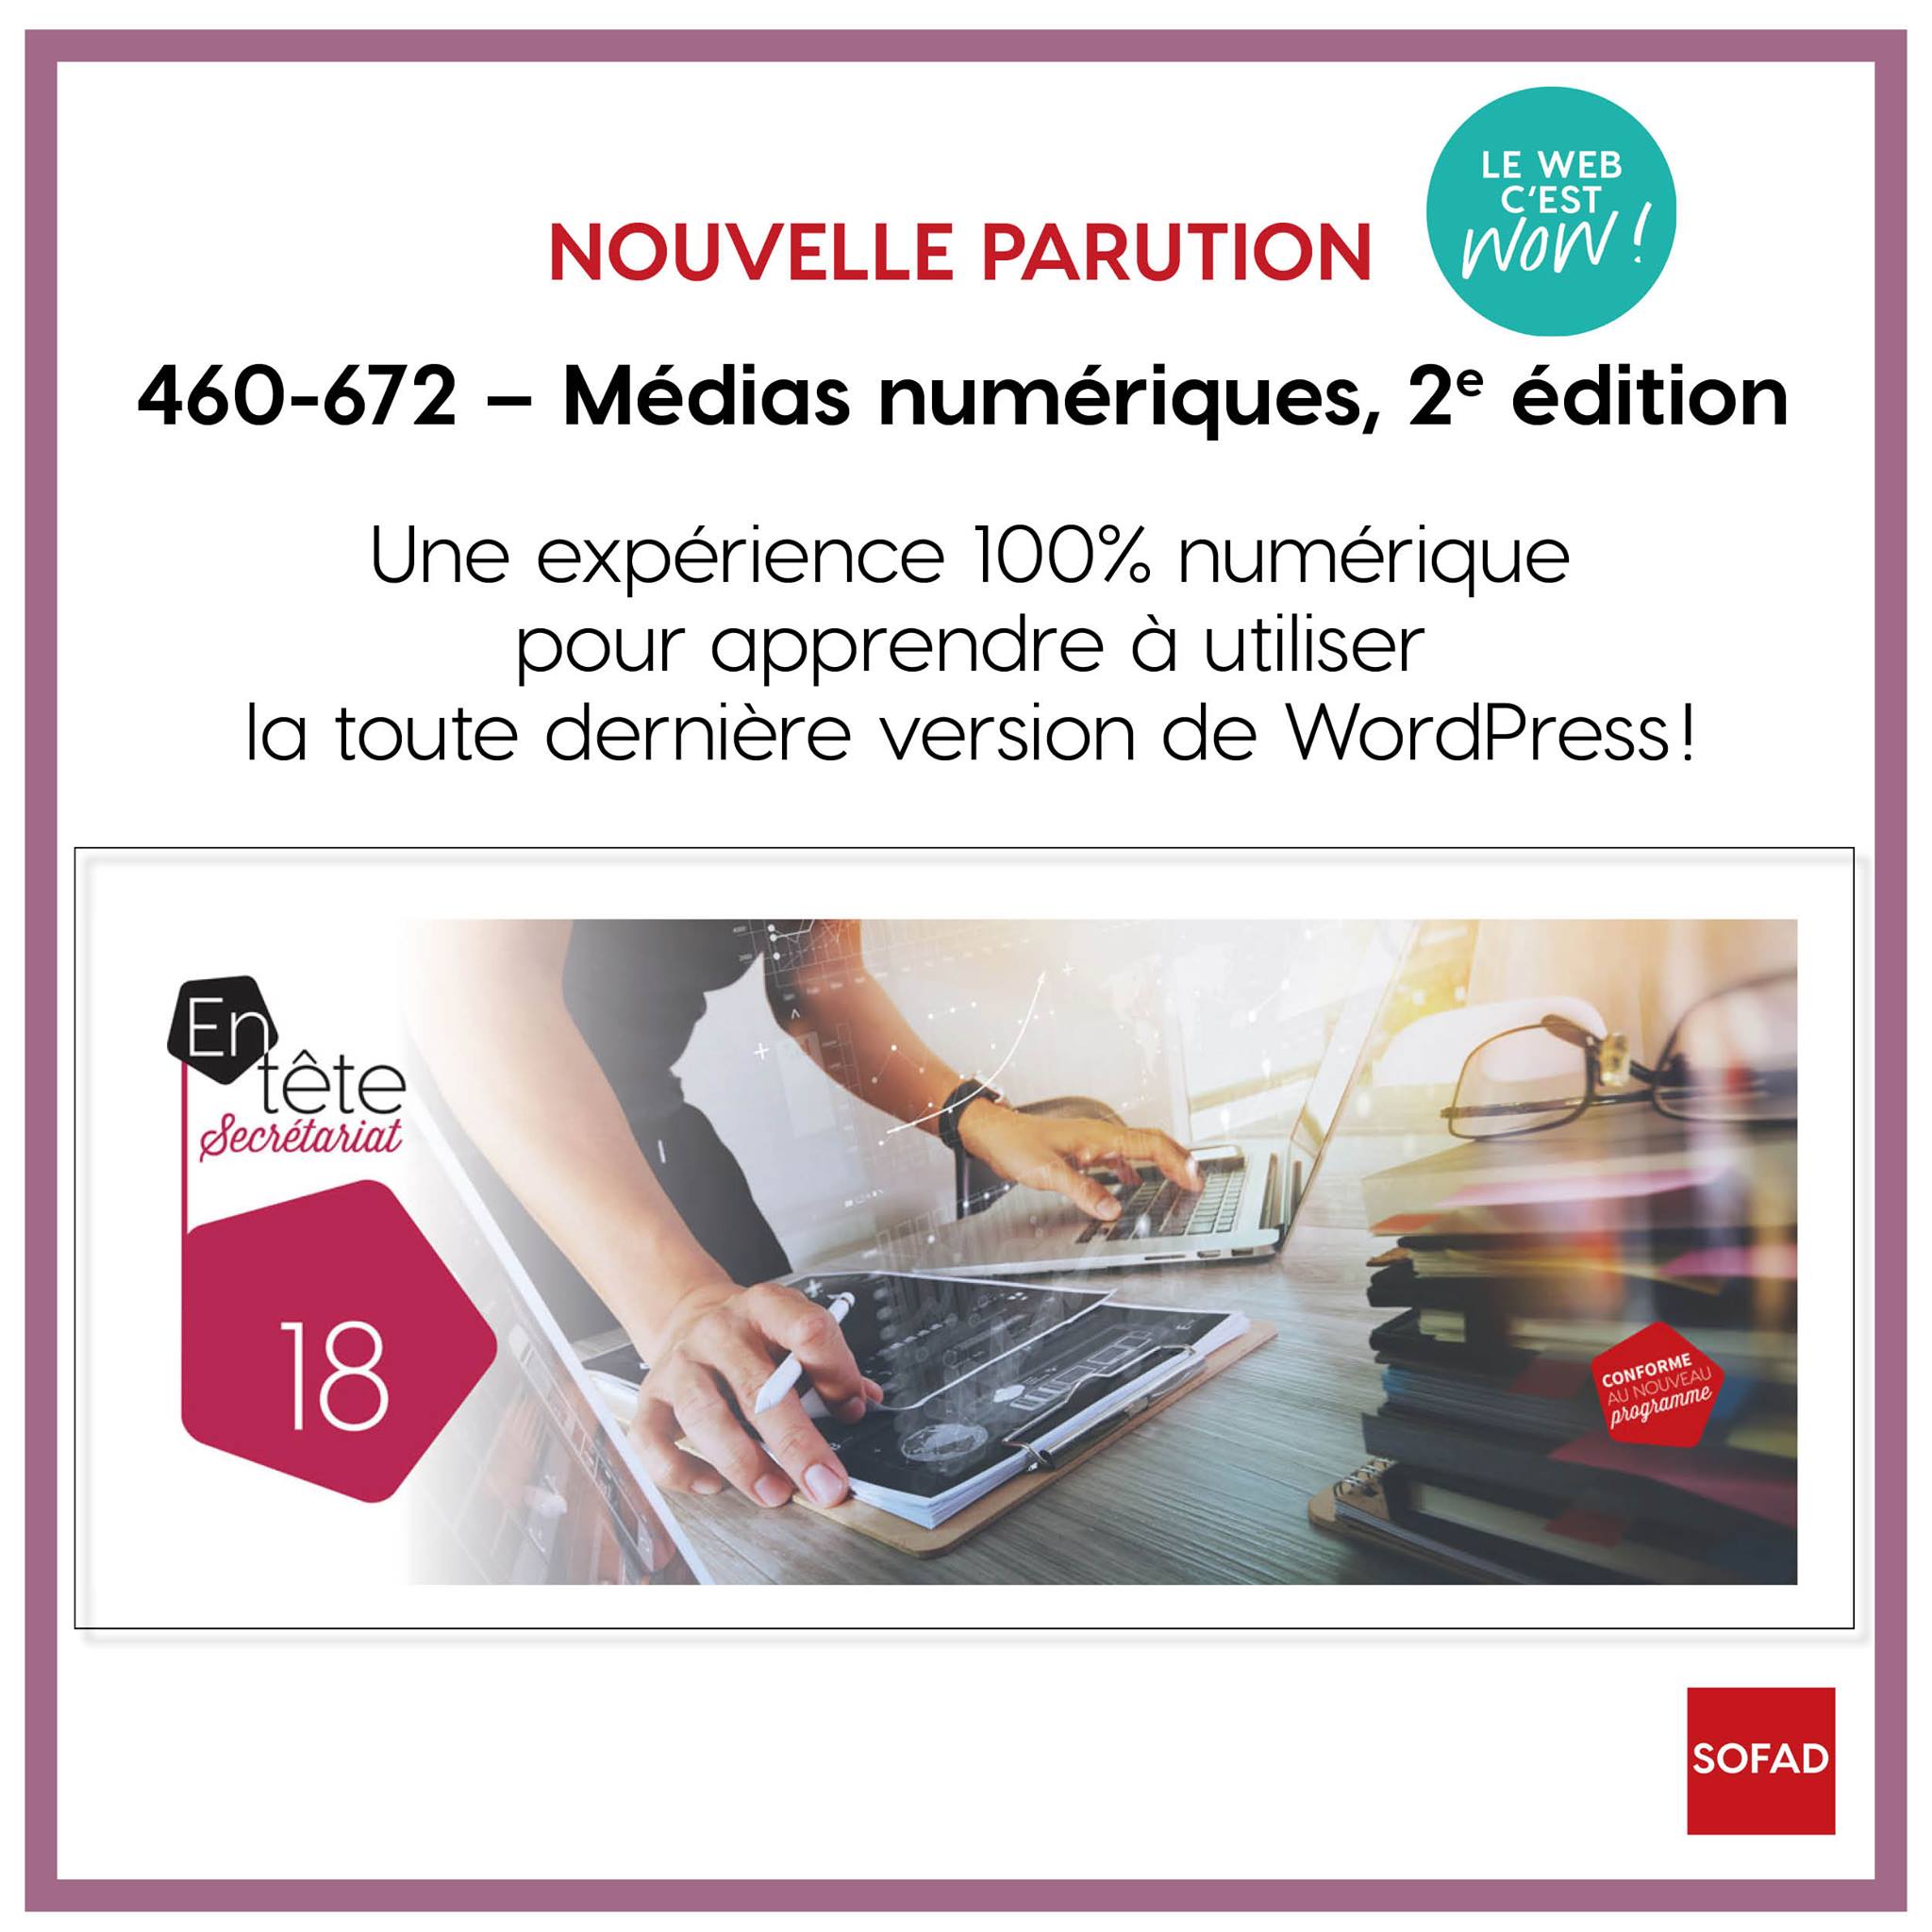 LE WEB
C'EST
WOW !
NOUVELLE PARUTION
460-672 – Médias numériques, 2e édition
Une expérience 100% numérique
pour apprendre à utiliser
la toute dernière version de WordPress!
En
tête
Secrétariat
18
CONFORME
AU NOUVEAU
programme
SOFAD